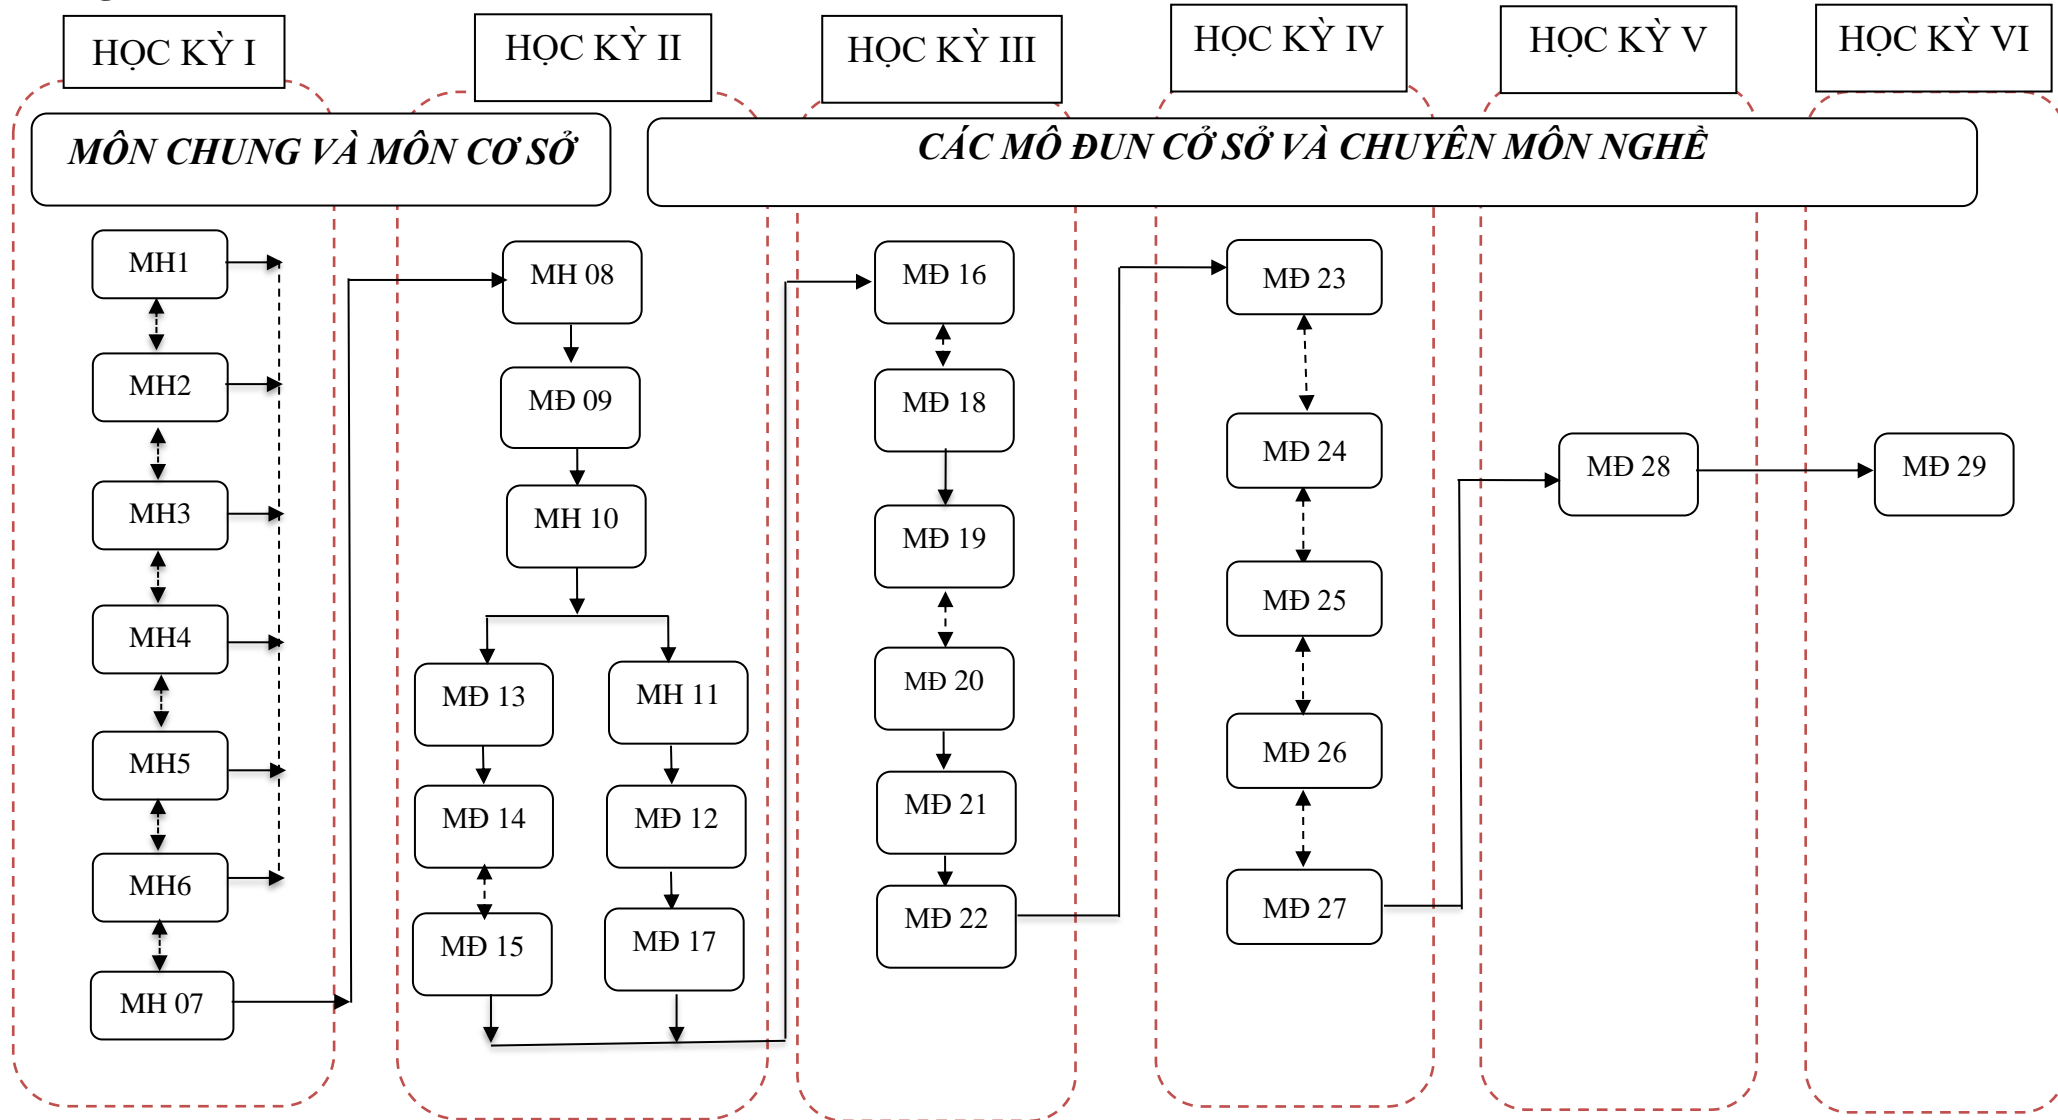 HỌC KỲ I
HỌC KỲ II
HỌC KỲ III
HỌC KỲ IV
HỌC KỲ V
HỌC KỲ VI
MÔN CHUNG VÀ MÔN CƠ SỞ
CÁC MÔ ĐUN CỞ SỞ VÀ CHUYÊN MÔN NGHỀ
MH1
MH2
MH3
MH4
MH5
MH6
MH 07
MH 08
MĐ 09
MH 10
MĐ 13
MH 11
MĐ 14
MĐ 12
MĐ 15
MĐ 17
MĐ 16
MĐ 18
MĐ 19
MĐ 20
MĐ 21
MĐ 22
MĐ 23
MĐ 24
MĐ 25
MĐ 26
MĐ 27
MĐ 28
MĐ 29